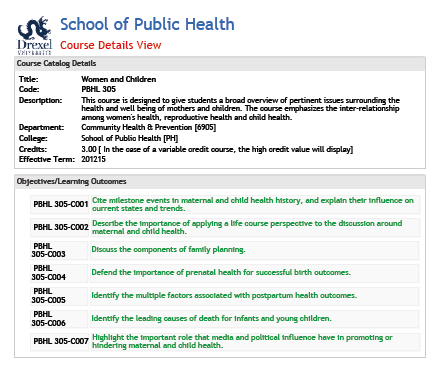 School of Public Health
Drexel
UNIVERSITY
Course Details View
Course Catalog Details
Title: Women and Children
Code: PBHL 305
Description: This course is designed to give students a broad overview of pertinent issues surrounding the
health and well being of mothers and children. The course emphasizes the inter-relationship
among women's health, reproductive health and child health.
Department: Community Health & Prevention [6905]
College: School of Public Health [PH]
Credits: 3.00 [ In the case of a variable credit course, the high credit value will display]
Effective Term: 201215
Objectives/Learning Outcomes
PBHL 305-C001 Cite milestone events in maternal and child health history, and explain their influence on
current states and trends.
PBHL 305-C002 Describe the importance of applying a life course perspective to the discussion around
maternal and child health.
PBHL
305-C003 Discuss the components of family planning.
PBHL
305-C004 Defend the importance of prenatal health for successful birth outcomes.
PBHL
305-C005 Identify the multiple factors associated with postpartum health outcomes.
PBHL
305-C006 Identify the leading causes of death for infants and young children.
PBHL 305-C007 Highlight the important role that media and political influence have in promoting or
hindering maternal and child health.